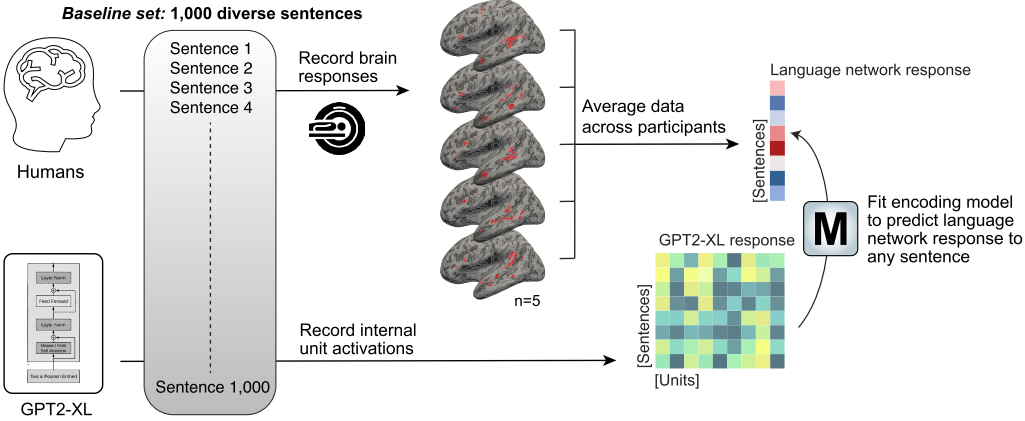 Baseline set: 1,000 diverse sentences
Sentence 1
Sentence 2
Sentence 3
Sentence 4
Sentence 1,000
Humans
Record brain
responses
n=5
Average data
across participants
Language network response
[Sentences]
M
Fit encoding model
to predict language
network response to
any sentence
Layer Norm
Feed Forward
Layer Norm
Masked Multi
Self Attention
Text & Position Embed
GPT2-XL
Record internal
unit activations
GPT2-XL response
[Sentences]
[Units]